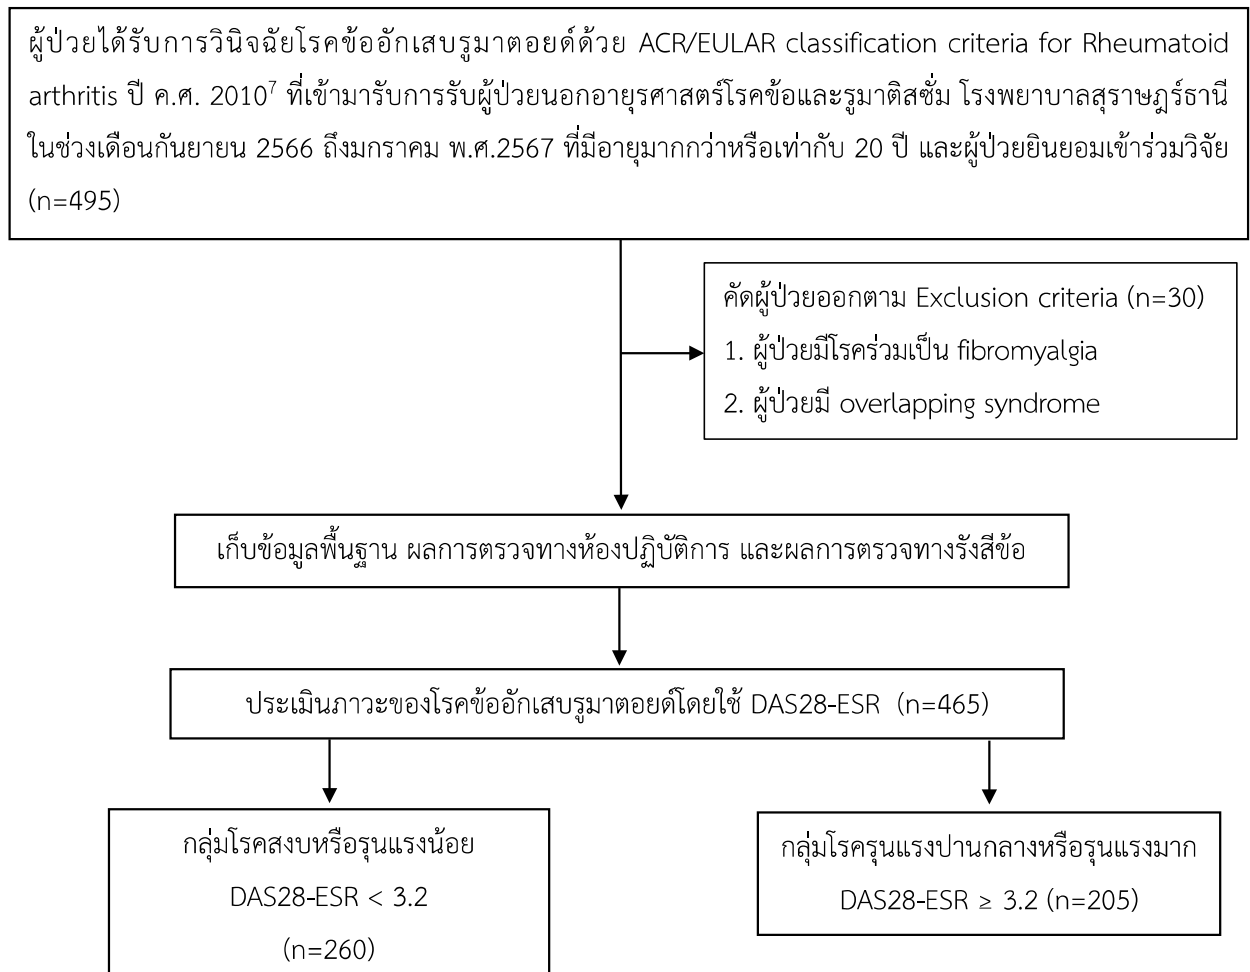 ผู้ป่วยได้รับการวินิจฉัยโรคข้ออักเสบรูมาตอยด์ด้วย ACR/EULAR classification criteria for Rheumatoid
arthritis ปี ค.ศ. 2010⁷ ที่เข้ามารับการรับผู้ป่วยนอกอายุรศาสตร์โรคข้อและรูมาติสซั่ม โรงพยาบาลสุราษฎร์ธานี
ในช่วงเดือนกันยายน 2566 ถึงมกราคม พ.ศ.2567 ที่มีอายุมากกว่าหรือเท่ากับ 20 ปี และผู้ป่วยยินยอมเข้าร่วมวิจัย
(n=495)
คัดผู้ป่วยออกตาม Exclusion criteria (n=30)
1. ผู้ป่วยมีโรคร่วมเป็น fibromyalgia
2. ผู้ป่วยมี overlapping syndrome
เก็บข้อมูลพื้นฐาน ผลการตรวจทางห้องปฏิบัติการ และผลการตรวจทางรังสีข้อ
ประเมินภาวะของโรคข้ออักเสบรูมาตอยด์โดยใช้ DAS28-ESR (n=465)
กลุ่มโรคสงบหรือรุนแรงน้อย
DAS28-ESR < 3.2
(n=260)
กลุ่มโรครุนแรงปานกลางหรือรุนแรงมาก
DAS28-ESR ≥ 3.2 (n=205)